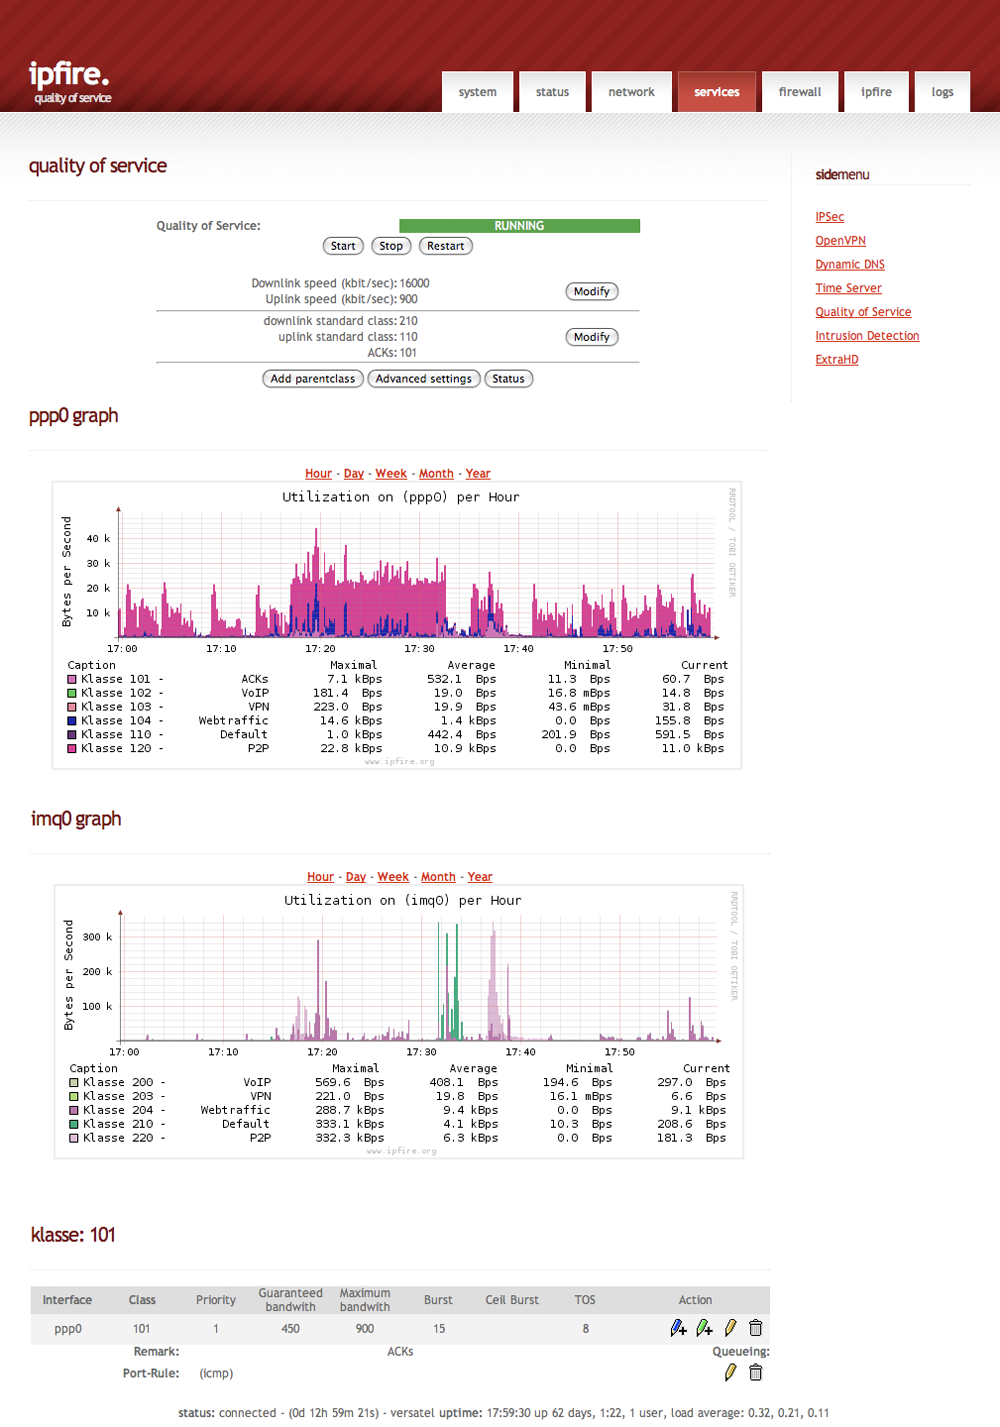 ipfire.
quality of service
system status network services firewall ipfire logs
quality of service
sidemenu
IPSec
OpenVPN
Dynamic DNS
Time Server
Quality of Service
Intrusion Detection
ExtraHD
Quality of Service: RUNNING
Start Stop Restart
Downlink speed (kbit/sec): 16000
Uplink speed (kbit/sec): 900
Modify
downlink standard class: 210
uplink standard class: 110
ACKs: 101
Modify
Add parentclass Advanced settings Status
ppp0 graph
Hour - Day - Week - Month - Year
Utilization on (ppp0) per Hour
RRDTOOL / TOBI OETIKER
Bytes per Second
40 k
30 k
20 k
10 k
17:00 17:10 17:20 17:30 17:40 17:50
Caption Maximal Average Minimal Current
Klasse 101 - ACKs 7.1 kBps 532.1 Bps 11.3 Bps 60.7 Bps
Klasse 102 - VoIP 181.4 Bps 19.0 Bps 16.8 mBps 14.8 Bps
Klasse 103 - VPN 223.0 Bps 19.9 Bps 43.6 mBps 31.8 Bps
Klasse 104 - Webtraffic 14.6 kBps 1.4 kBps 0.0 Bps 155.8 Bps
Klasse 110 - Default 1.0 kBps 442.4 Bps 201.9 Bps 591.5 Bps
Klasse 120 - P2P 22.8 kBps 10.9 kBps 0.0 Bps 11.0 kBps
www.ipfire.org
imq0 graph
Hour - Day - Week - Month - Year
Utilization on (imq0) per Hour
RRDTOOL / TOBI OETIKER
Bytes per Second
300 k
200 k
100 k
17:00 17:10 17:20 17:30 17:40 17:50
Caption Maximal Average Minimal Current
Klasse 200 - VoIP 569.6 Bps 408.1 Bps 194.6 Bps 297.0 Bps
Klasse 203 - VPN 221.0 Bps 19.8 Bps 16.1 mBps 6.6 Bps
Klasse 204 - Webtraffic 288.7 kBps 9.4 kBps 0.0 Bps 9.1 kBps
Klasse 210 - Default 333.1 kBps 4.1 kBps 10.3 Bps 208.6 Bps
Klasse 220 - P2P 332.3 kBps 6.3 kBps 0.0 Bps 181.3 Bps
www.ipfire.org
klasse: 101
Interface Class Priority Guaranteed bandwith Maximum bandwith Burst Ceil Burst TOS Action
ppp0 101 1 450 900 15 8
Remark: ACKs Queueing:
Port-Rule: (icmp)
status: connected - (0d 12h 59m 21s) - versatel uptime: 17:59:30 up 62 days, 1:22, 1 user, load average: 0.32, 0.21, 0.11